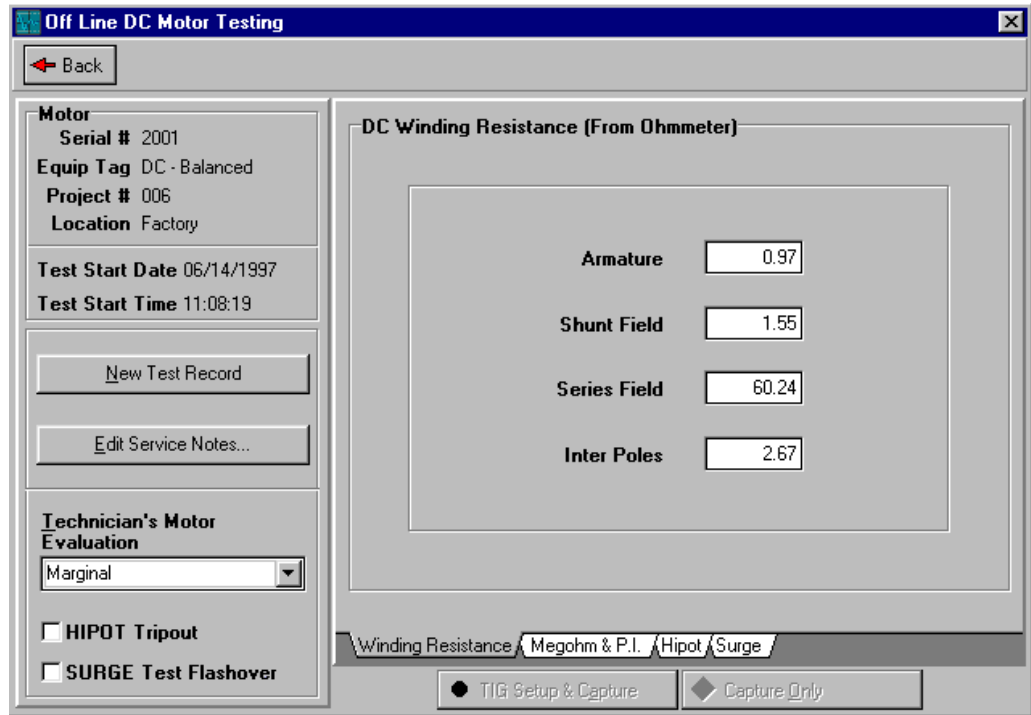 Off Line DC Motor Testing
Back
Motor
Serial # 2001
Equip Tag DC - Balanced
Project # 006
Location Factory
Test Start Date 06/14/1997
Test Start Time 11:08:19
New Test Record
Edit Service Notes...
Technician's Motor
Evaluation
Marginal
HIPOT Tripout
SURGE Test Flashover
DC Winding Resistance (From Ohmmeter)
Armature 0.97
Shunt Field 1.55
Series Field 60.24
Inter Poles 2.67
Winding Resistance Megohm & P.I. Hipot Surge
TIG Setup & Capture Capture Only